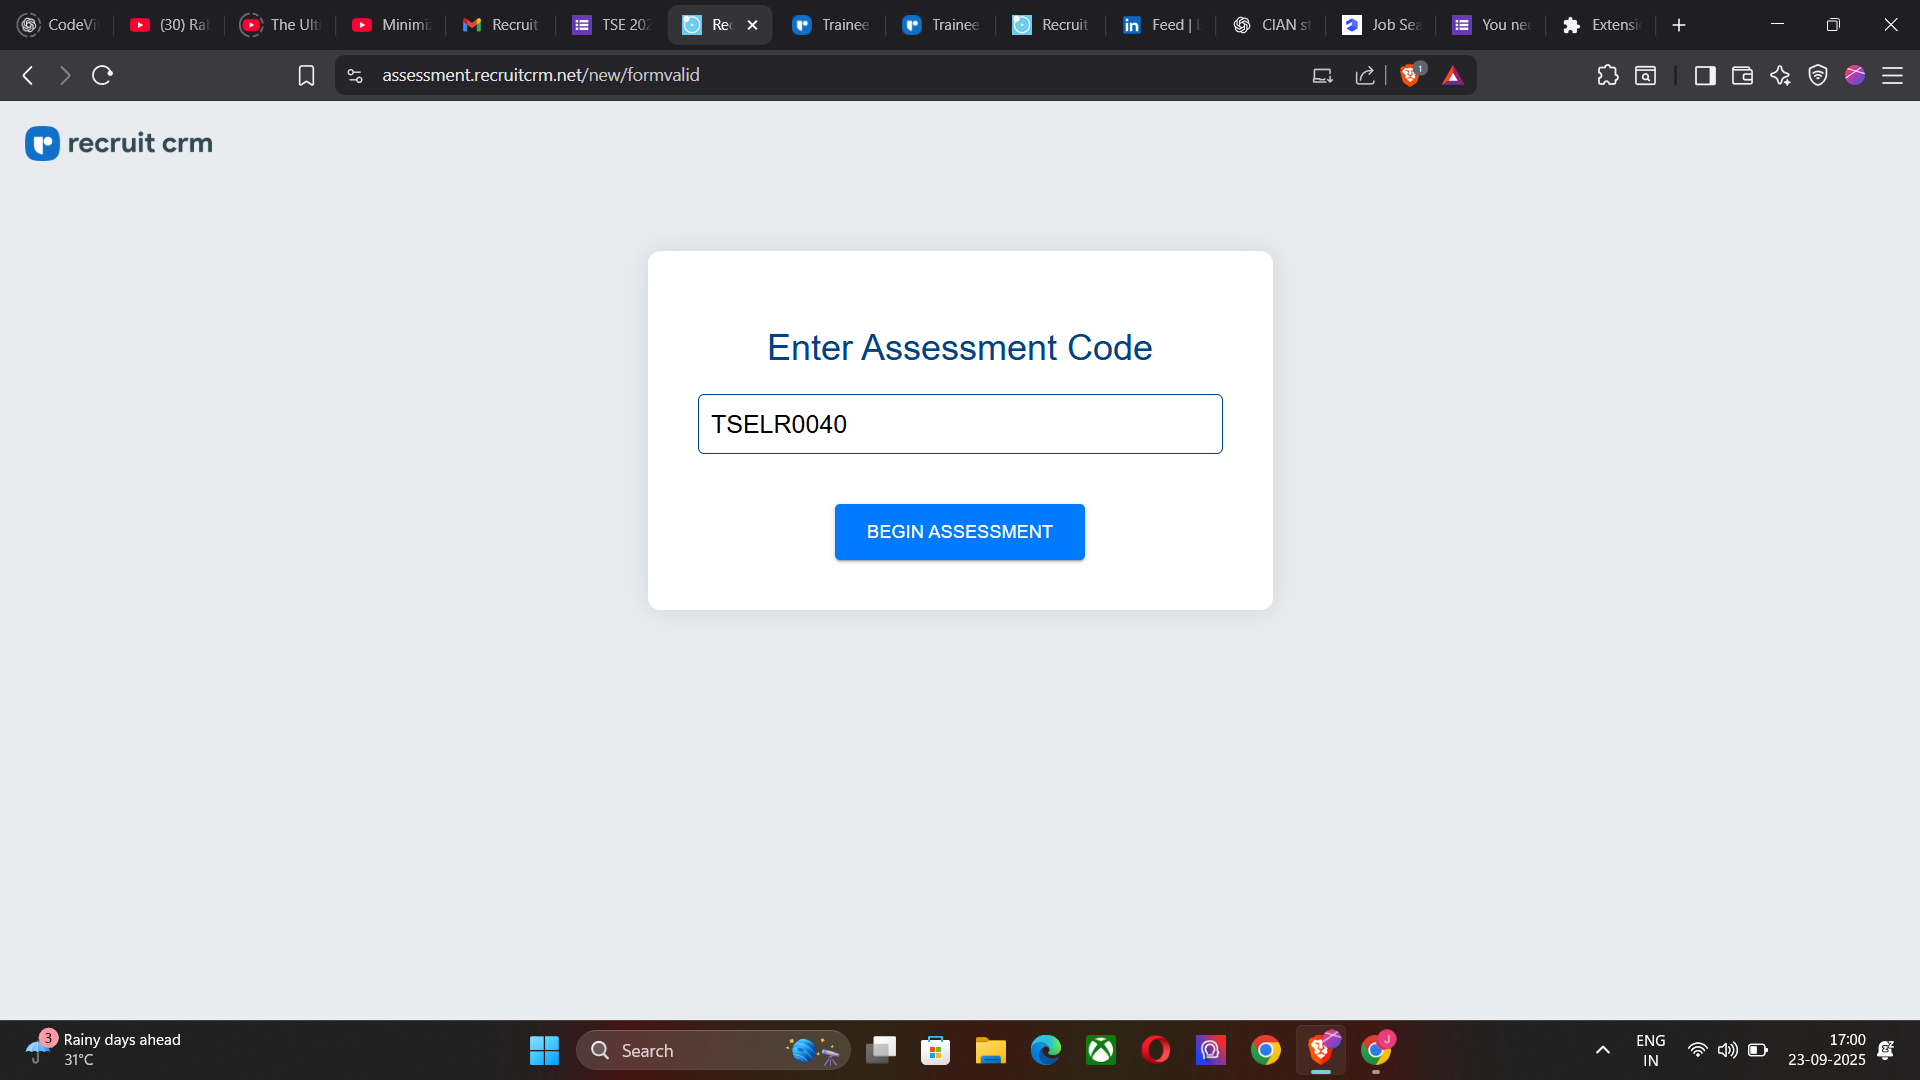 CodeVi
(30) Ra
The Ulti
Minimi
Recruit
TSE 202
Rec
Trainee
Trainee
Recruit
Feed | L
CIAN st
Job Sea
You nee
Extensi
assessment.recruitcrm.net/new/formvalid
1
recruit crm
Enter Assessment Code
TSELR0040
BEGIN ASSESSMENT
3
Rainy days ahead
31°C
Search
J
ENG
IN
17:00
23-09-2025